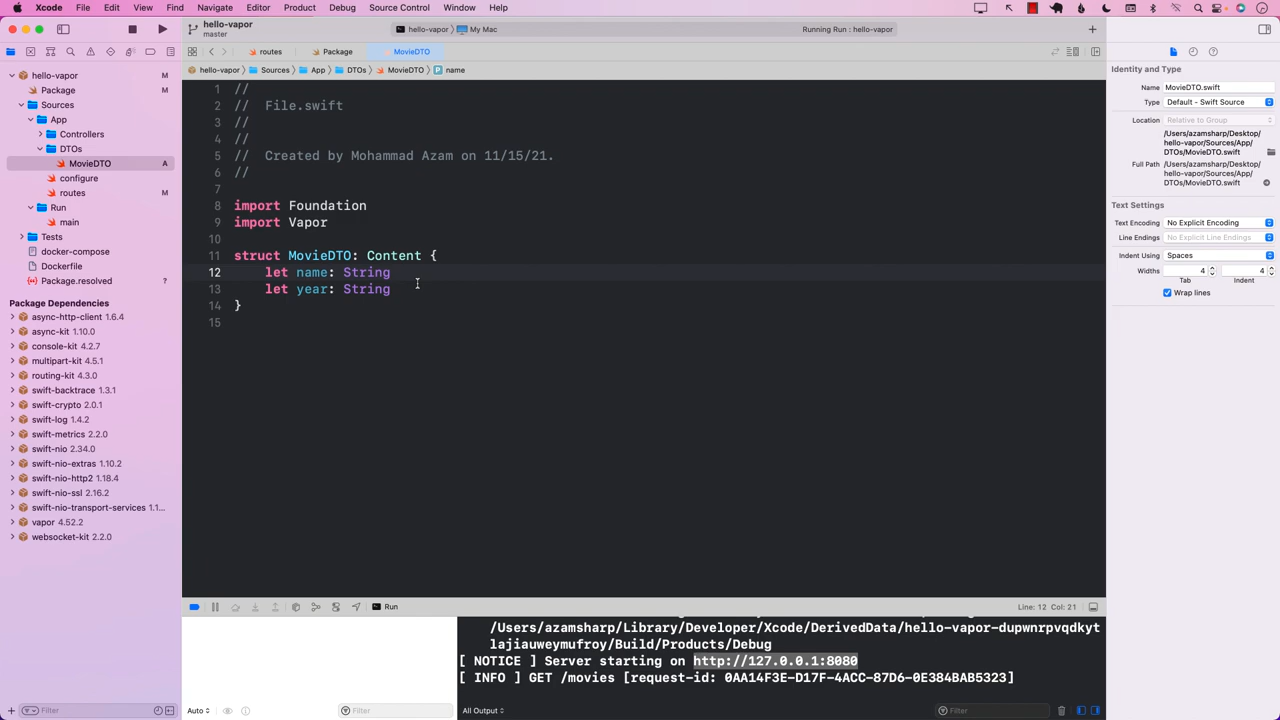 Xcode File Edit View Find Navigate Editor Product Debug Source Control Window Help
hello-vapor
master
hello-vapor My Mac
Running Run : hello-vapor
routes Package MovieDTO
hello-vapor Sources App DTOs MovieDTO P name
hello-vapor M
Package M
Sources
App
Controllers
DTOs
MovieDTO A
configure
routes M
Run
main
Tests
docker-compose
Dockerfile
Package.resolved ?
Package Dependencies
async-http-client 1.6.4
async-kit 1.10.0
console-kit 4.2.7
multipart-kit 4.5.1
routing-kit 4.3.0
swift-backtrace 1.3.1
swift-crypto 2.0.1
swift-log 1.4.2
swift-metrics 2.2.0
swift-nio 2.34.0
swift-nio-extras 1.10.2
swift-nio-http2 1.18.4
swift-nio-ssl 2.16.2
swift-nio-transport-services 1.1...
vapor 4.52.2
websocket-kit 2.2.0
Filter
1 //
2 // File.swift
3 //
4 //
5 // Created by Mohammad Azam on 11/15/21.
6 //
7
8 import Foundation
9 import Vapor
10
11 struct MovieDTO: Content {
12 let name: String
13 let year: String
14 }
15
Run
Line: 12 Col: 21
/Users/azamsharp/Library/Developer/Xcode/DerivedData/hello-vapor-dupwnrpvqdkyt
lajiauweymufroy/Build/Products/Debug
[ NOTICE ] Server starting on http://127.0.0.1:8080
[ INFO ] GET /movies [request-id: 0AA14F3E-D17F-4ACC-87D6-0E384BAB5323]
Auto
Filter
All Output
Filter
Identity and Type
Name MovieDTO.swift
Type Default - Swift Source
Location Relative to Group
/Users/azamsharp/Desktop/
hello-vapor/Sources/App/
DTOs/MovieDTO.swift
Full Path /Users/azamsharp/Desktop/
hello-vapor/Sources/App/
DTOs/MovieDTO.swift
Text Settings
Text Encoding No Explicit Encoding
Line Endings No Explicit Line Endings
Indent Using Spaces
Widths 4 4
Tab Indent
Wrap lines